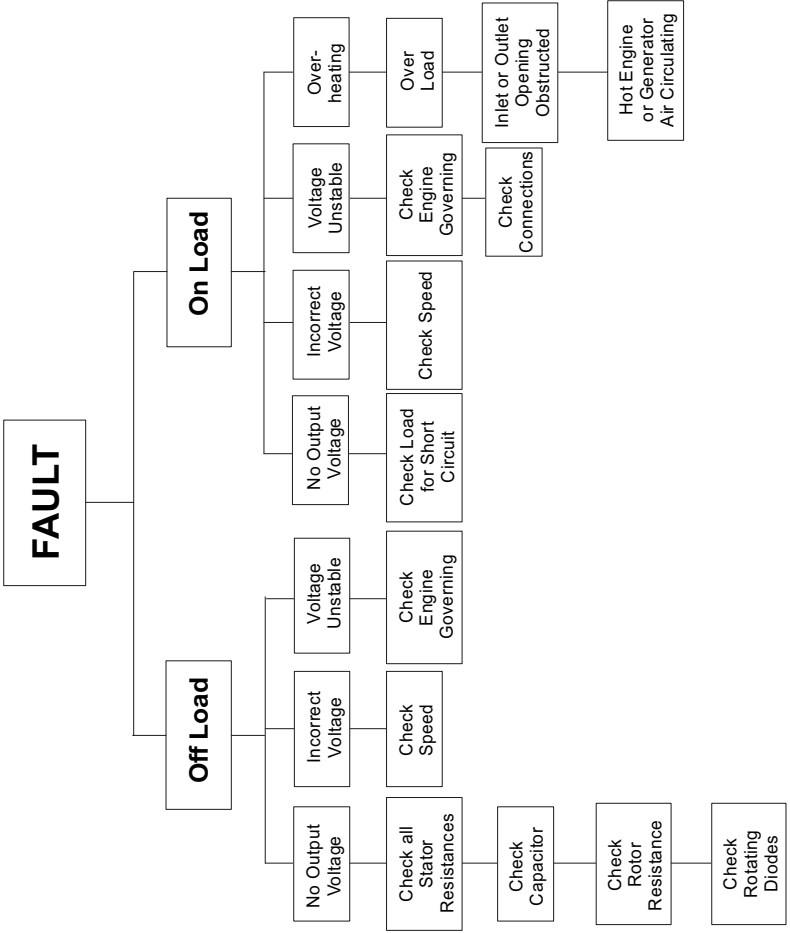 FAULT
Off Load
No Output
Voltage
Check all
Stator
Resistances
Check
Capacitor
Check
Rotor
Resistance
Check
Rotating
Diodes
Incorrect
Voltage
Check
Speed
Voltage
Unstable
Check
Engine
Governing
On Load
No Output
Voltage
Check Load
for Short
Circuit
Incorrect
Voltage
Check Speed
Voltage
Unstable
Check
Engine
Governing
Check
Connections
Over-
heating
Over
Load
Inlet or Outlet
Opening
Obstructed
Hot Engine
or Generator
Air Circulating